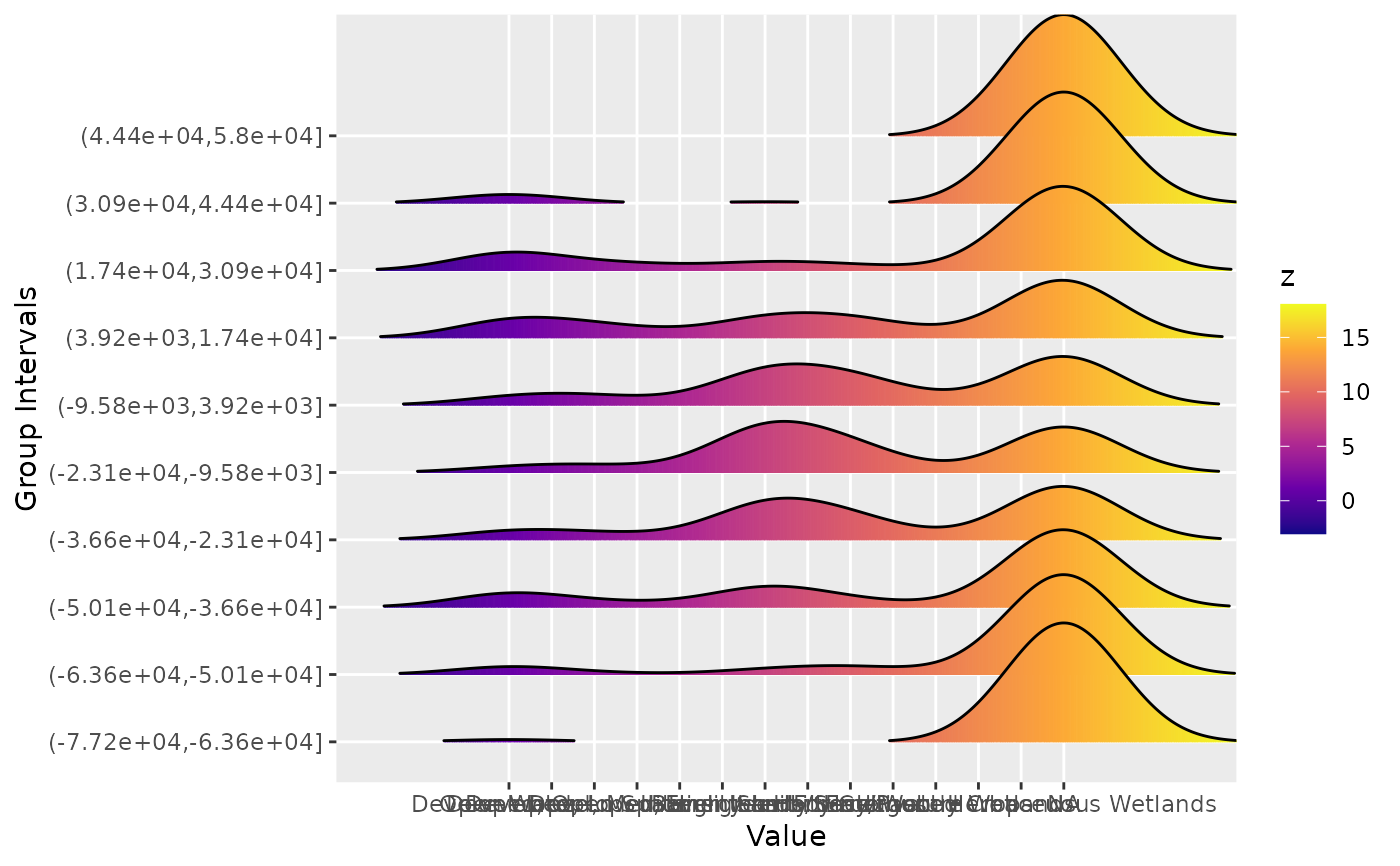 (4.44e+04,5.8e+04]
(3.09e+04,4.44e+04]
(1.74e+04,3.09e+04]
(3.92e+03,1.74e+04]
(-9.58e+03,3.92e+03]
(-2.31e+04,-9.58e+03]
(-3.66e+04,-2.31e+04]
(-5.01e+04,-3.66e+04]
(-6.36e+04,-5.01e+04]
(-7.72e+04,-6.36e+04]
Group Intervals
Wetlands
Value
z
15
10
5
0